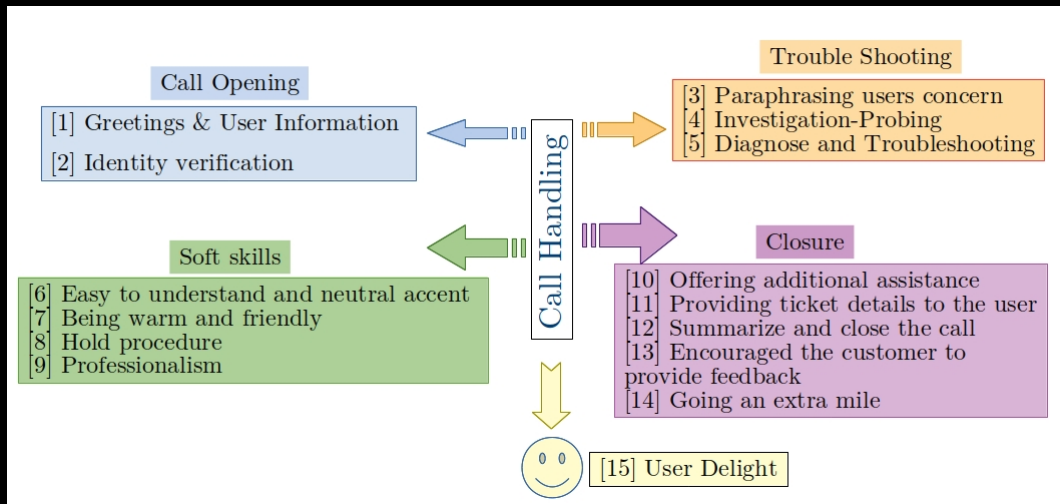 Call Opening
[1] Greetings & User Information
[2] Identity verification
Trouble Shooting
[3] Paraphrasing users concern
[4] Investigation-Probing
[5] Diagnose and Troubleshooting
Call Handling
Soft skills
[6] Easy to understand and neutral accent
[7] Being warm and friendly
[8] Hold procedure
[9] Professionalism
Closure
[10] Offering additional assistance
[11] Providing ticket details to the user
[12] Summarize and close the call
[13] Encouraged the customer to
provide feedback
[14] Going an extra mile
[15] User Delight